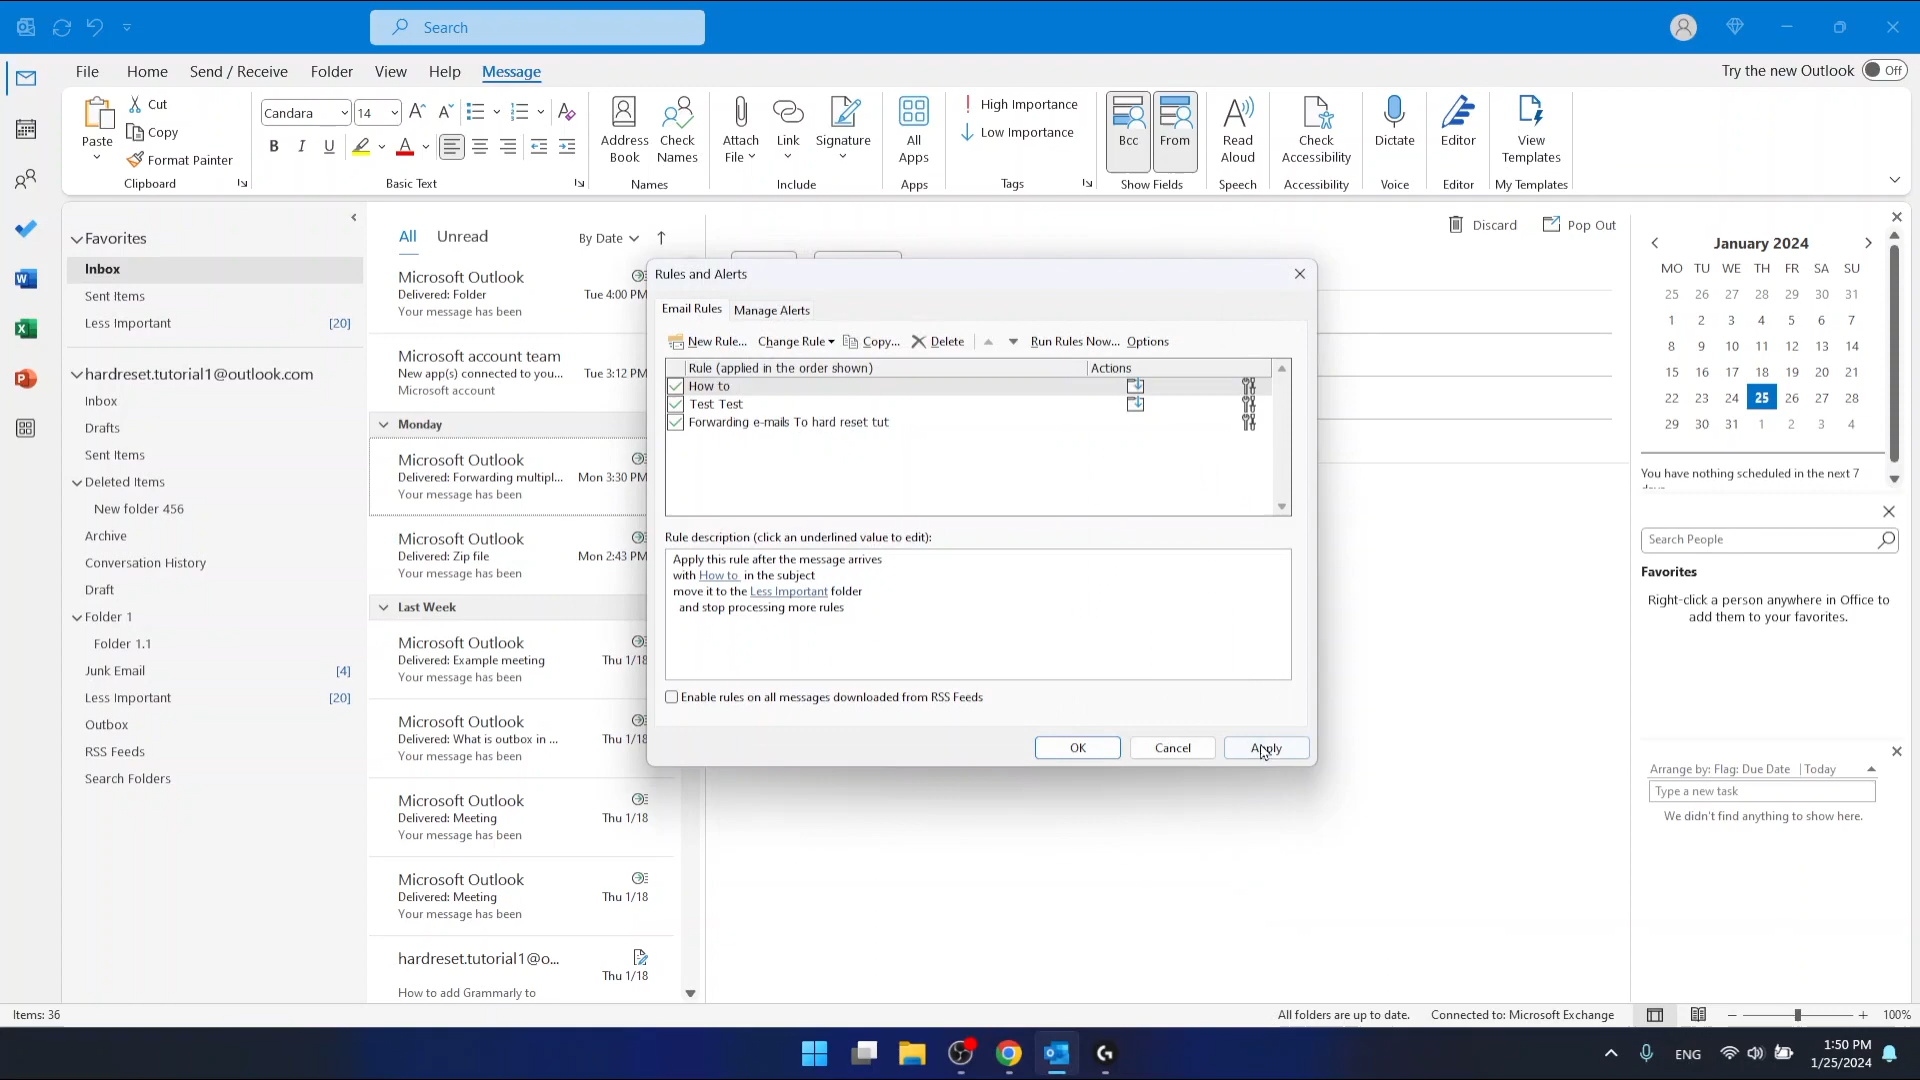 Search
File Home Send / Receive Folder View Help Message
Try the new Outlook Off
Paste
Cut
Copy
Format Painter
Clipboard
Candara 14
B I U A
Basic Text
Address Book
Check Names
Names
Attach File
Link
Signature
Include
All Apps
Apps
High Importance
Low Importance
Tags
Bcc
From
Show Fields
Read Aloud
Speech
Check Accessibility
Accessibility
Dictate
Voice
Editor
Editor
View Templates
My Templates
Favorites
Inbox
Sent Items
Less Important [20]
hardreset.tutorial1@outlook.com
Inbox
Drafts
Sent Items
Deleted Items
New folder 456
Archive
Conversation History
Draft
Folder 1
Folder 1.1
Junk Email [4]
Less Important [20]
Outbox
RSS Feeds
Search Folders
All Unread By Date
Microsoft Outlook
Delivered: Folder Tue 4:00 PM
Your message has been
Microsoft account team
New app(s) connected to you... Tue 3:12 PM
Microsoft account
Monday
Microsoft Outlook
Delivered: Forwarding multipl... Mon 3:30 PM
Your message has been
Microsoft Outlook
Delivered: Zip file Mon 2:43 PM
Your message has been
Last Week
Microsoft Outlook
Delivered: Example meeting Thu 1/18
Your message has been
Microsoft Outlook
Delivered: What is outbox in ... Thu 1/18
Your message has been
Microsoft Outlook
Delivered: Meeting Thu 1/18
Your message has been
Microsoft Outlook
Delivered: Meeting Thu 1/18
Your message has been
hardreset.tutorial1@o...
Thu 1/18
How to add Grammarly to
Discard Pop Out
Rules and Alerts
Email Rules Manage Alerts
New Rule... Change Rule Copy... Delete Run Rules Now... Options
Rule (applied in the order shown) Actions
How to
Test Test
Forwarding e-mails To hard reset tut
Rule description (click an underlined value to edit):
Apply this rule after the message arrives
with How to in the subject
move it to the Less Important folder
and stop processing more rules
Enable rules on all messages downloaded from RSS Feeds
OK Cancel Apply
January 2024
MO TU WE TH FR SA SU
25 26 27 28 29 30 31
1 2 3 4 5 6 7
8 9 10 11 12 13 14
15 16 17 18 19 20 21
22 23 24 25 26 27 28
29 30 31 1 2 3 4
You have nothing scheduled in the next 7
Search People
Favorites
Right-click a person anywhere in Office to
add them to your favorites.
Arrange by: Flag: Due Date Today
Type a new task
We didn't find anything to show here.
Items: 36
All folders are up to date. Connected to: Microsoft Exchange 100%
ENG
1:50 PM
1/25/2024